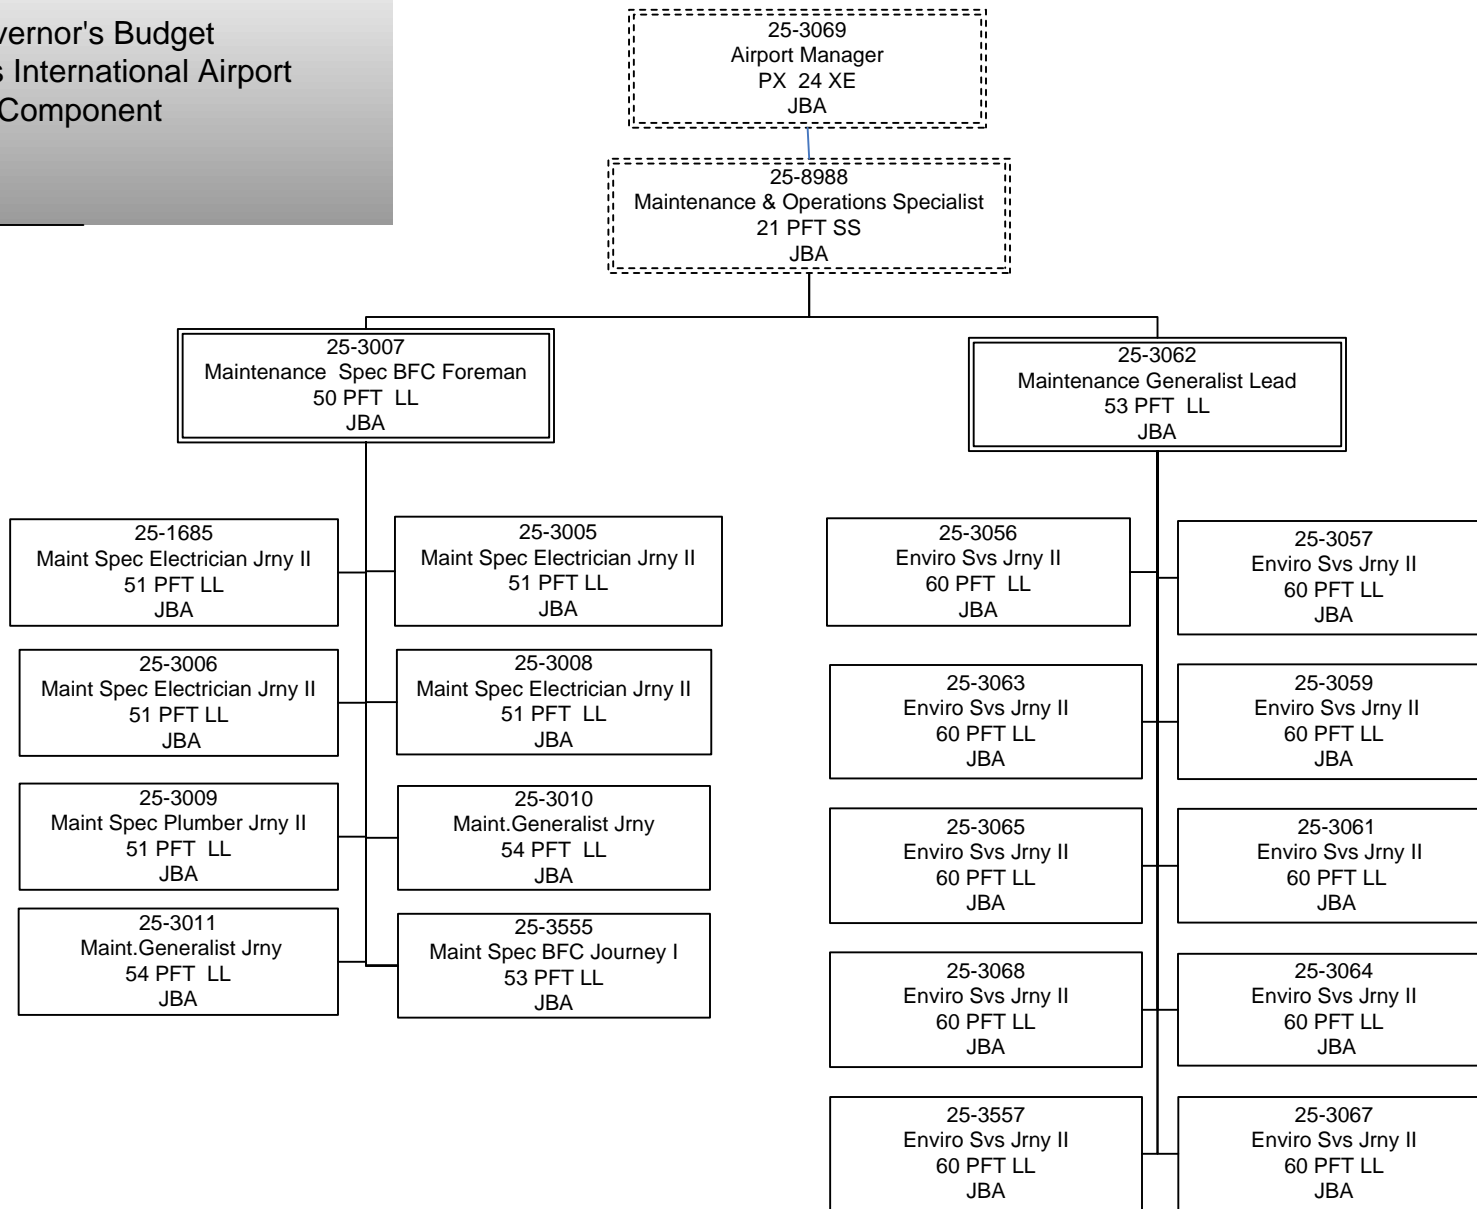 International Airport
Component
Budget
25-3069
Airport Manager
PX 24 XE
JBA
25-8988
Maintenance & Operations Specialist
21 PFT SS
JBA
25-3007
Maintenance Spec BFC Foreman
50 PFT LL
JBA
25-3062
Maintenance Generalist Lead
53 PFT LL
JBA
25-1685
Maint Spec Electrician Jrny II
51 PFT LL
JBA
25-3005
Maint Spec Electrician Jrny II
51 PFT LL
JBA
25-3006
Maint Spec Electrician Jrny II
51 PFT LL
JBA
25-3008
Maint Spec Electrician Jrny II
51 PFT LL
JBA
25-3009
Maint Spec Plumber Jrny II
51 PFT LL
JBA
25-3010
Maint.Generalist Jrny
54 PFT LL
JBA
25-3011
Maint.Generalist Jrny
54 PFT LL
JBA
25-3555
Maint Spec BFC Journey I
53 PFT LL
JBA
25-3056
Enviro Svs Jrny II
60 PFT LL
JBA
25-3057
Enviro Svs Jrny II
60 PFT LL
JBA
25-3063
Enviro Svs Jrny II
60 PFT LL
JBA
25-3059
Enviro Svs Jrny II
60 PFT LL
JBA
25-3065
Enviro Svs Jrny II
60 PFT LL
JBA
25-3061
Enviro Svs Jrny II
60 PFT LL
JBA
25-3068
Enviro Svs Jrny II
60 PFT LL
JBA
25-3064
Enviro Svs Jrny II
60 PFT LL
JBA
25-3557
Enviro Svs Jrny II
60 PFT LL
JBA
25-3067
Enviro Svs Jrny II
60 PFT LL
JBA